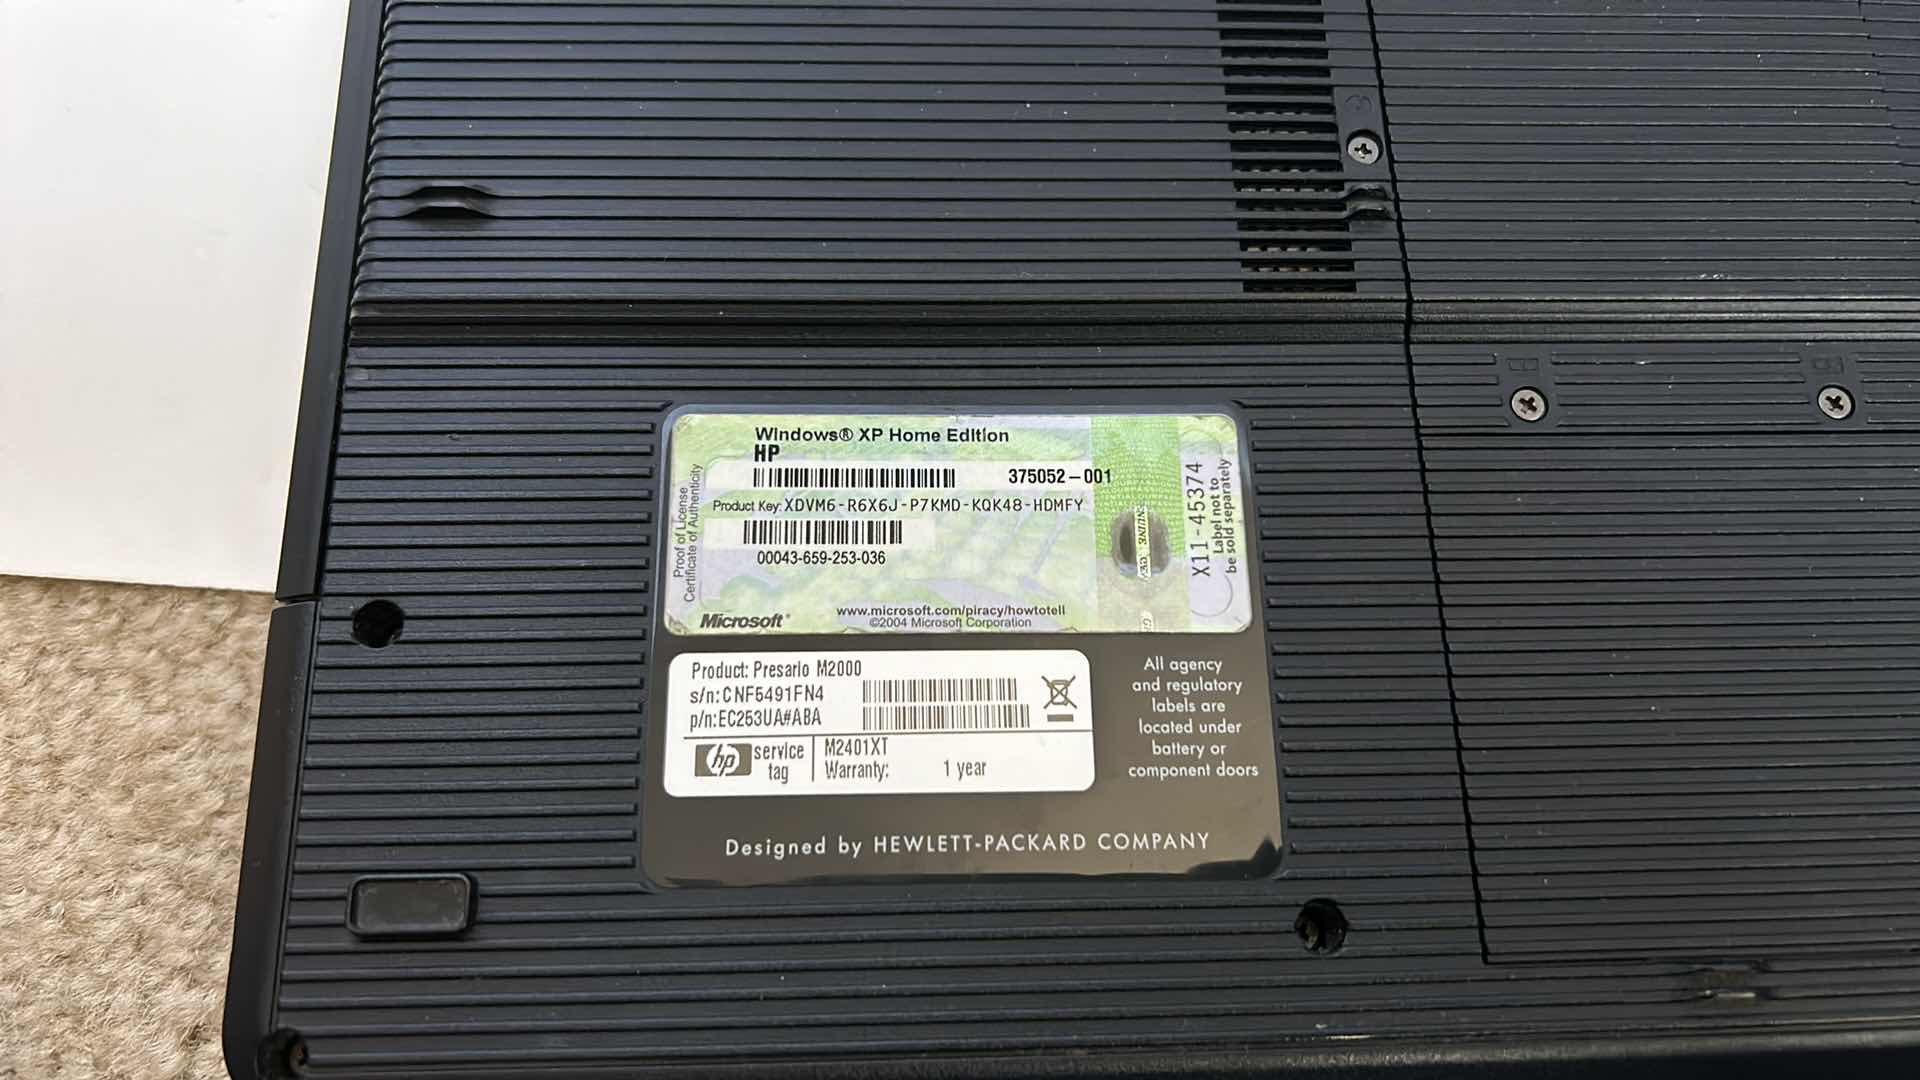 Windows® XP Home Edition
HP
375052-001
Product Key: XDVM6-R6X6J-P7KMD-KQK48-HDMFY
00043-659-253-036
Proof of License
Certificate of Authenticity
Microsoft®
www.microsoft.com/piracy/howtotell
©2004 Microsoft Corporation
X11-45374
Label not to
be sold separately
Product: Presario M2000
s/n:CNF5491FN4
p/n:EC253UA#ABA
hp service
tag
M2401XT
Warranty: 1 year
All agency
and regulatory
labels are
located under
battery or
component doors
Designed by HEWLETT-PACKARD COMPANY